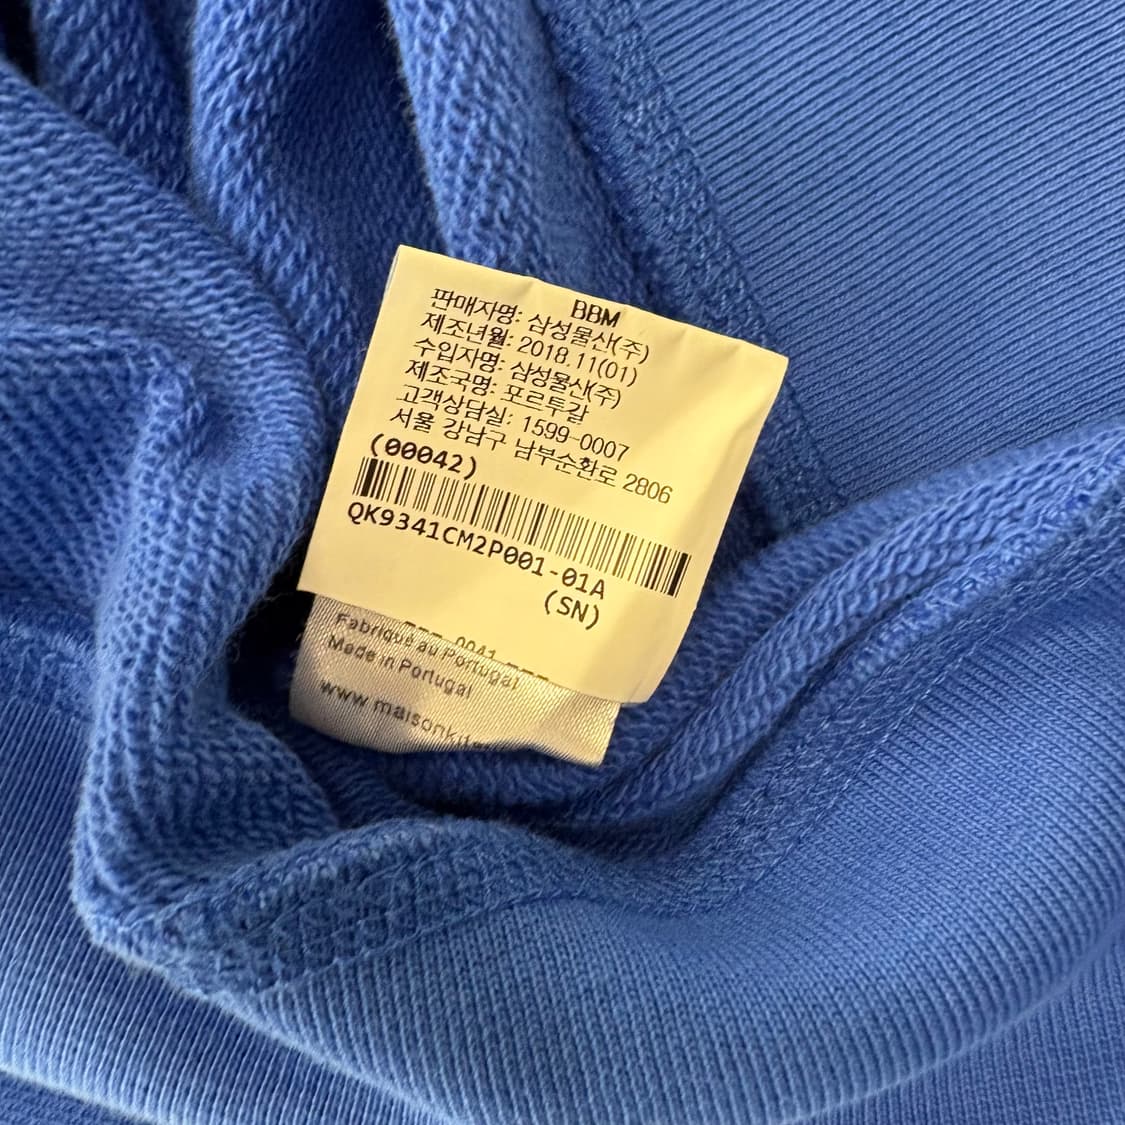 BBM
판매자명: 삼성물산(주)
제조년월: 2018.11(01)
수입자명: 삼성물산(주)
제조국명: 포르투갈
고객상담실: 1599-0007
서울 강남구 남부순환로 2806
(00042)
QK9341CM2P001-01A
(SN)
0041
Fabriqué au Portugal
Made in Portugal